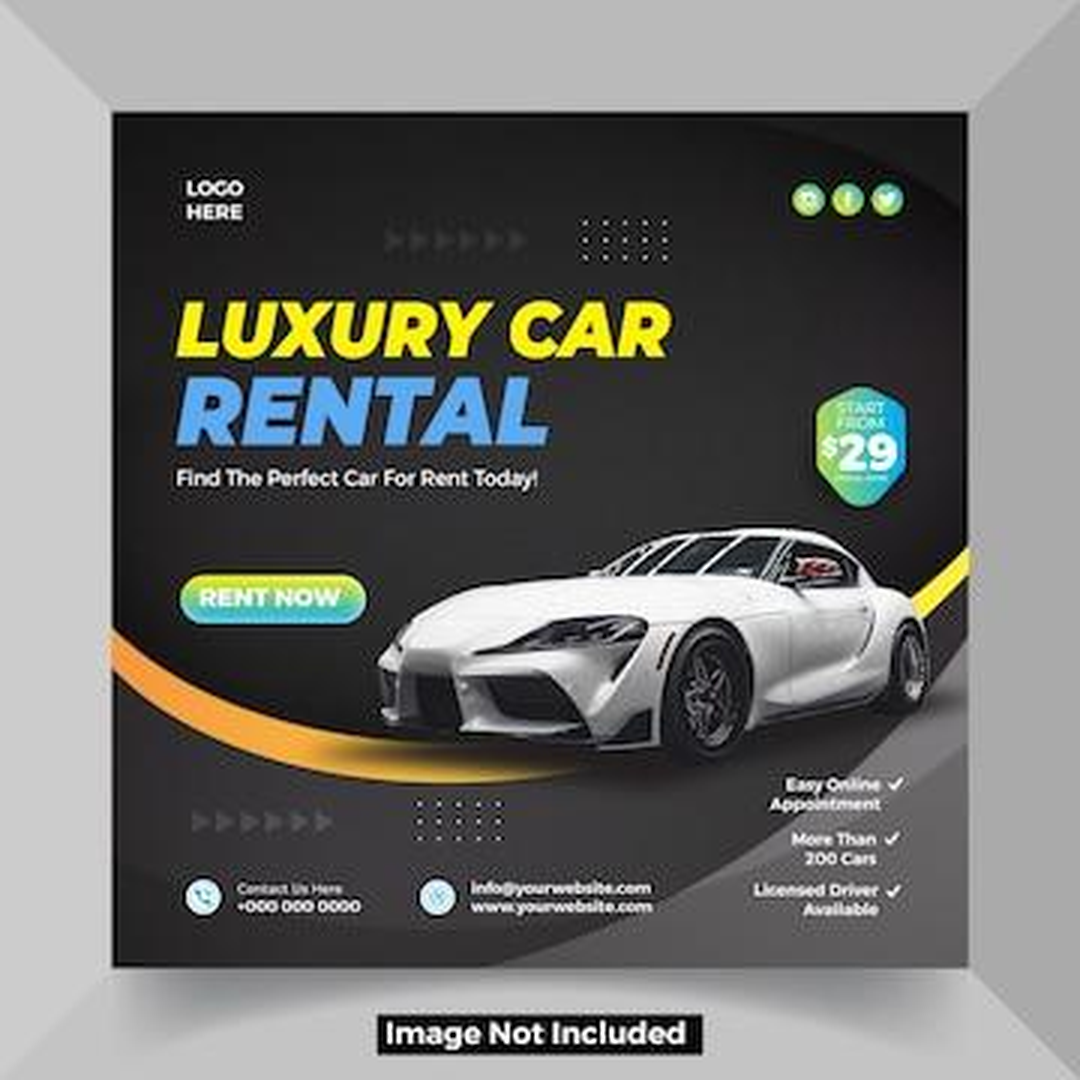 LOGO
HERE
LUXURY CAR
RENTAL
Find The Perfect Car For Rent Today!
START
FROM
$29
RENT NOW
Easy Online
Appointment
More Than
200 Cars
Licensed Driver
Available
Contact Us Here
+000 000 0000
info@yourwebsite.com
www.yourwebsite.com
Image Not Included